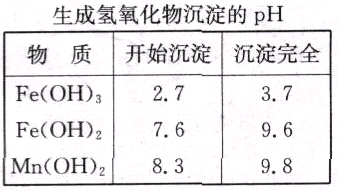 生成氢氧化物沉淀的 pH
物 质 开始沉淀 沉淀完全
Fe(OH)₃ 2.7 3.7
Fe(OH)₂ 7.6 9.6
Mn(OH)₂ 8.3 9.8